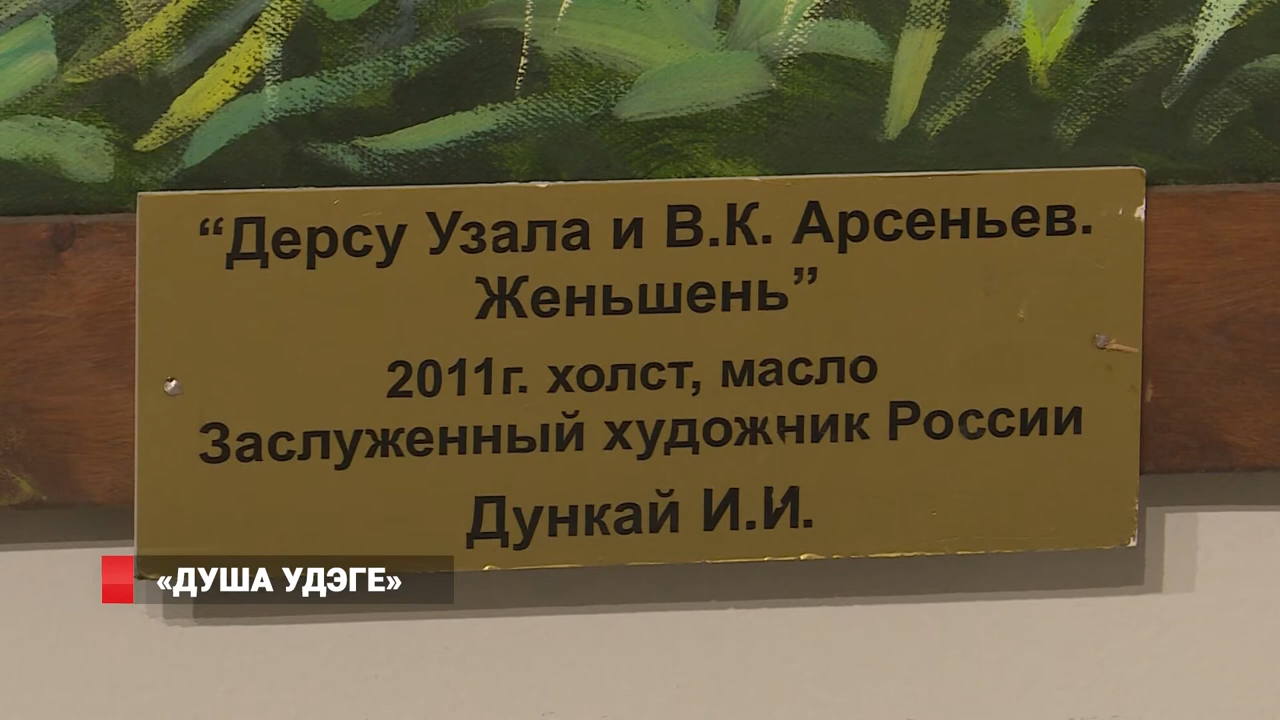 “Дерсу Узала и В.К. Арсеньев.
Женьшень”
2011г. холст, масло
Заслуженный художник России
Дункай И.И.
«ДУША УДЭГЕ»